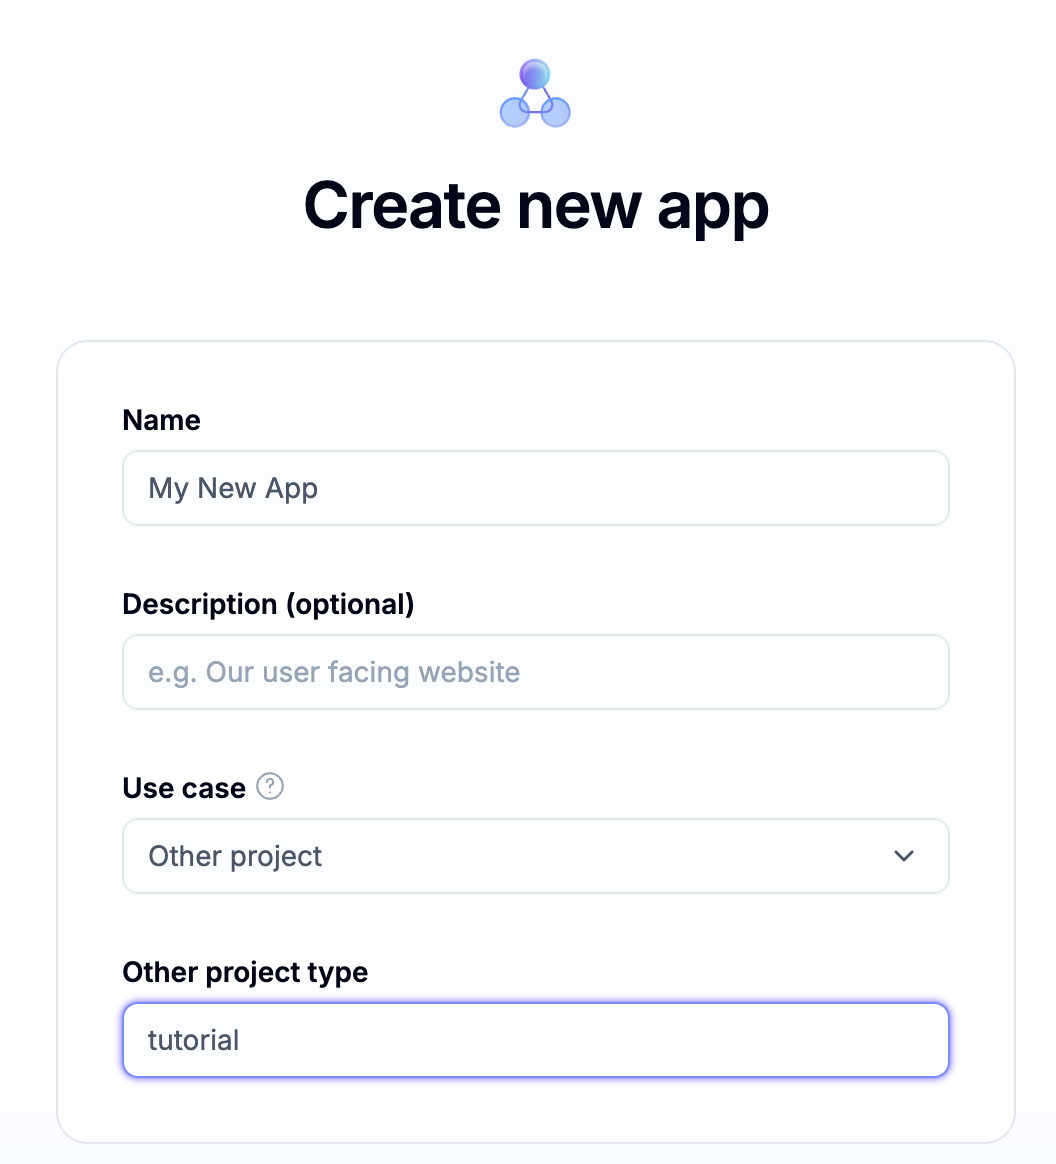 Create new app
Name
My New App
Description (optional)
e.g. Our user facing website
Use case ?
Other project
Other project type
tutorial